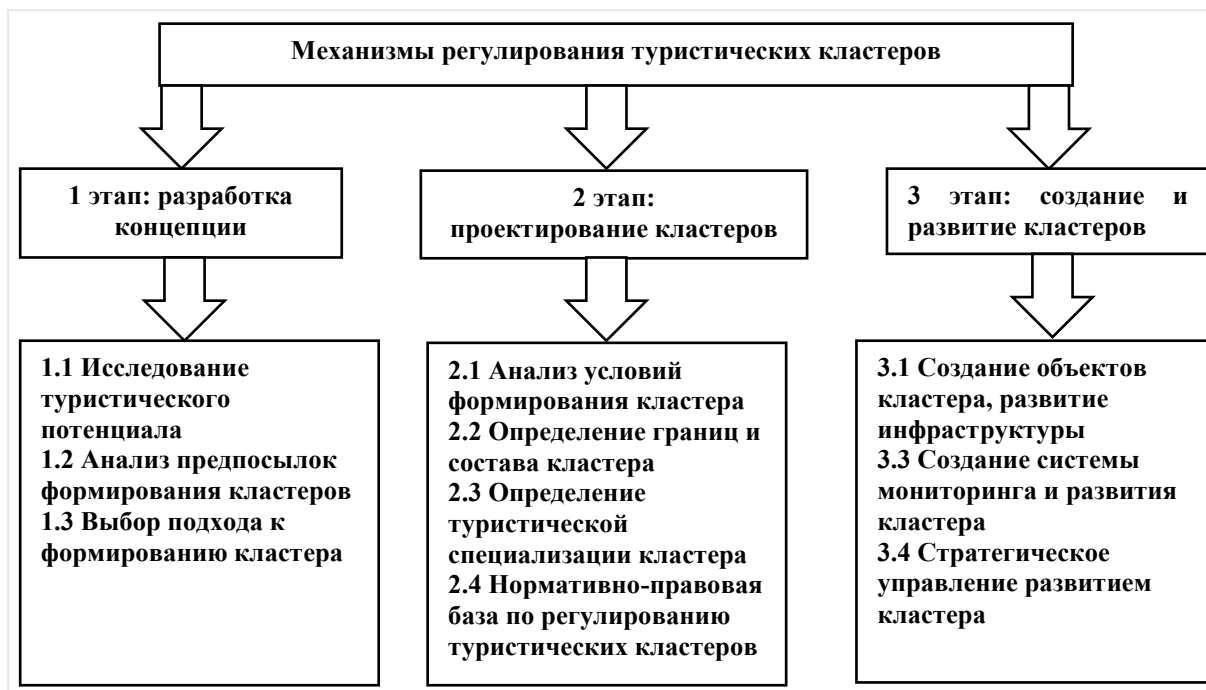 Механизмы регулирования туристических кластеров
1 этап: разработка
концепции
2 этап:
проектирование кластеров
3 этап: создание и
развитие кластеров
1.1 Исследование
туристического
потенциала
1.2 Анализ предпосылок
формирования кластеров
1.3 Выбор подхода к
формированию кластера
2.1 Анализ условий
формирования кластера
2.2 Определение границ и
состава кластера
2.3 Определение
туристической
специализации кластера
2.4 Нормативно-правовая
база по регулированию
туристических кластеров
3.1 Создание объектов
кластера, развитие
инфраструктуры
3.3 Создание системы
мониторинга и развития
кластера
3.4 Стратегическое
управление развитием
кластера